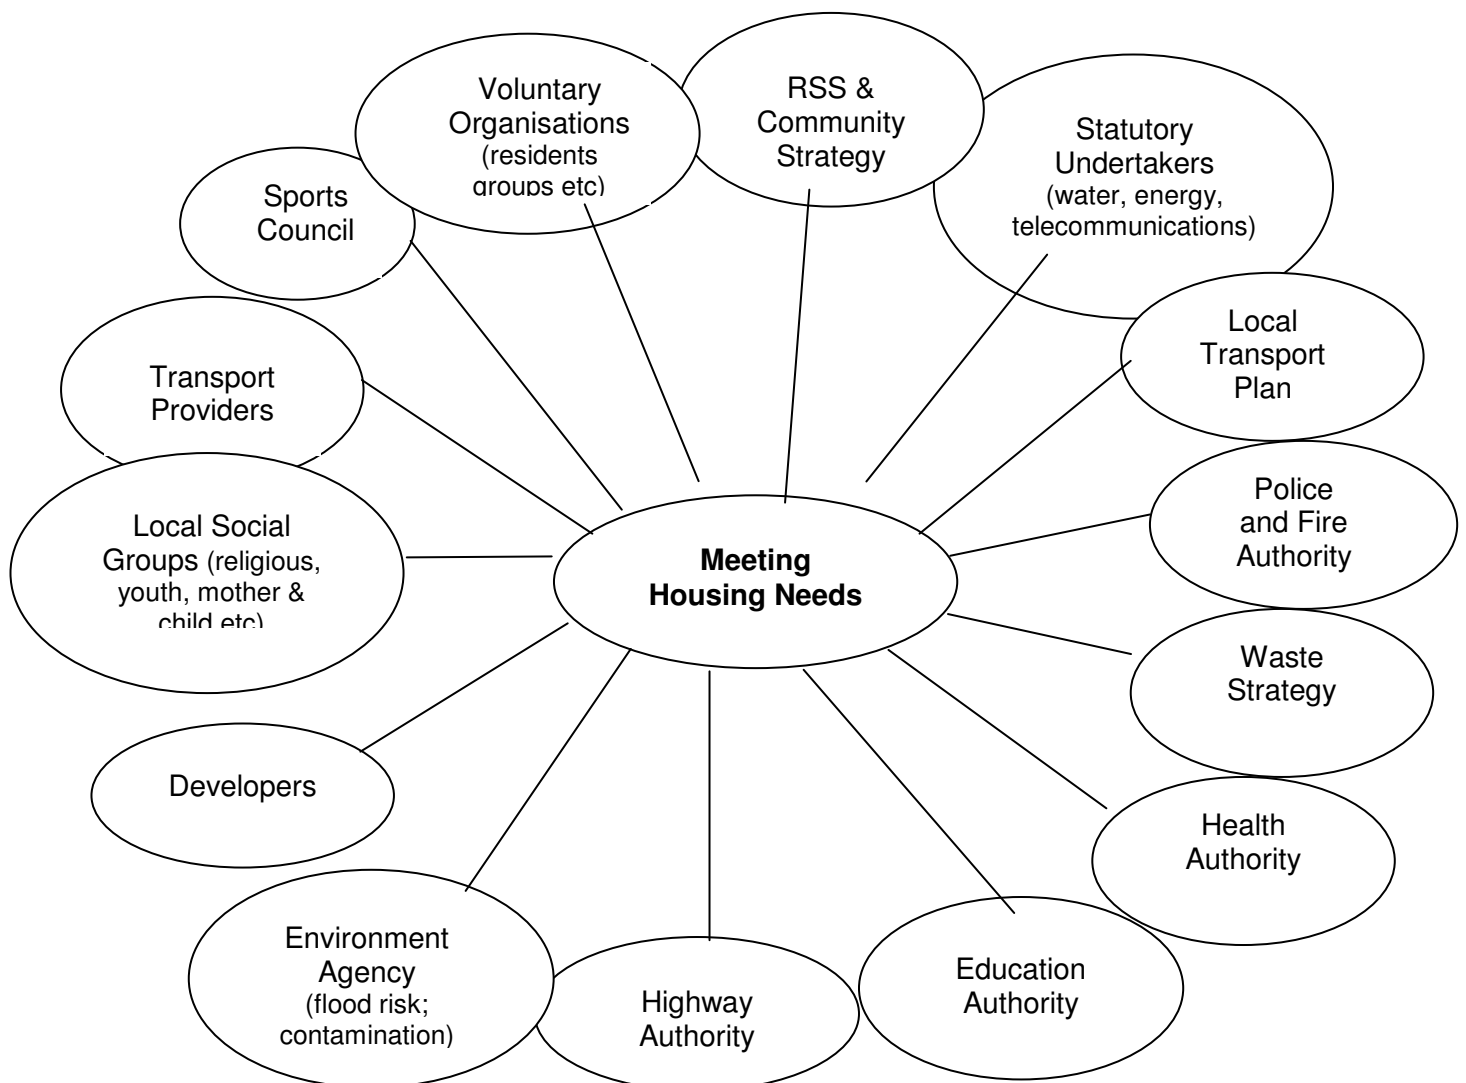 Voluntary
Organisations
(residents
groups etc)
RSS &
Community
Strategy
Statutory
Undertakers
(water, energy,
telecommunications)
Sports
Council
Local
Transport
Plan
Transport
Providers
Police
and Fire
Authority
Local Social
Groups (religious,
youth, mother &
child etc)
Meeting
Housing Needs
Waste
Strategy
Developers
Health
Authority
Environment
Agency
(flood risk;
contamination)
Highway
Authority
Education
Authority